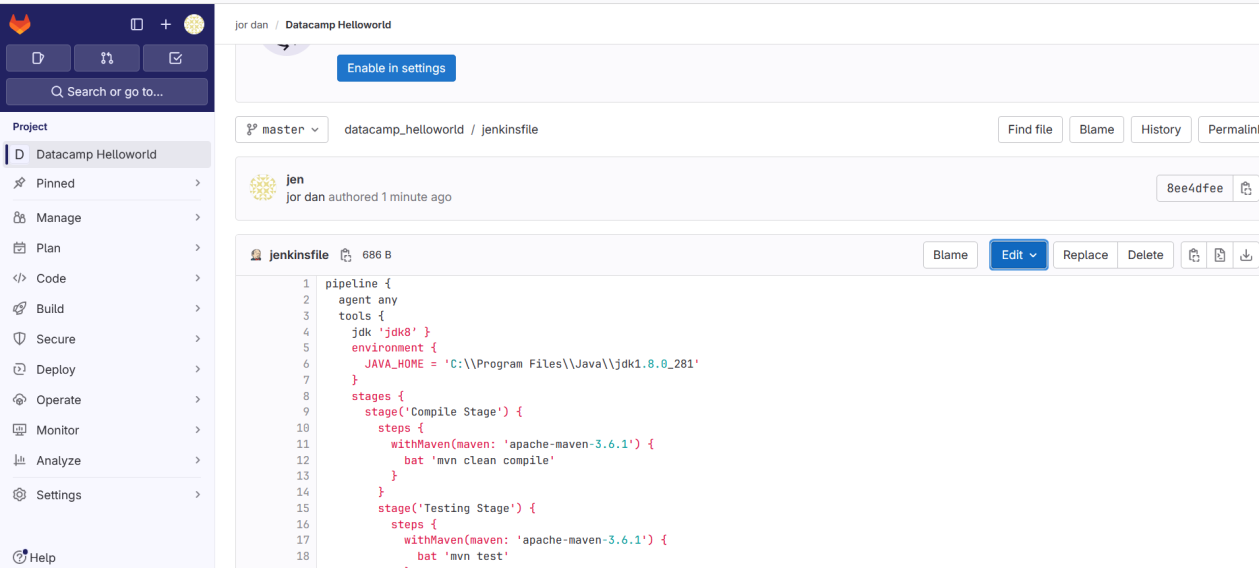 jor dan / Datacamp Helloworld
Enable in settings
Search or go to...
Project
D Datacamp Helloworld
Pinned
Manage
Plan
Code
Build
Secure
Deploy
Operate
Monitor
Analyze
Settings
Help
master datacamp_helloworld / jenkinsfile Find file Blame History Permalink
jen
jor dan authored 1 minute ago
8ee4dfee
jenkinsfile 686 B Blame Edit Replace Delete
1 pipeline {
2 agent any
3 tools {
4 jdk 'jdk8’ }
5 environment {
6 JAVA_HOME = 'C:\\Program Files\\Java\\jdk1.8.0_281'
7 }
8 stages {
9 stage('Compile Stage') {
10 steps {
11 withMaven(maven: 'apache-maven-3.6.1') {
12 bat 'mvn clean compile'
13 }
14 }
15 stage('Testing Stage') {
16 steps {
17 withMaven(maven: 'apache-maven-3.6.1') {
18 bat 'mvn test'